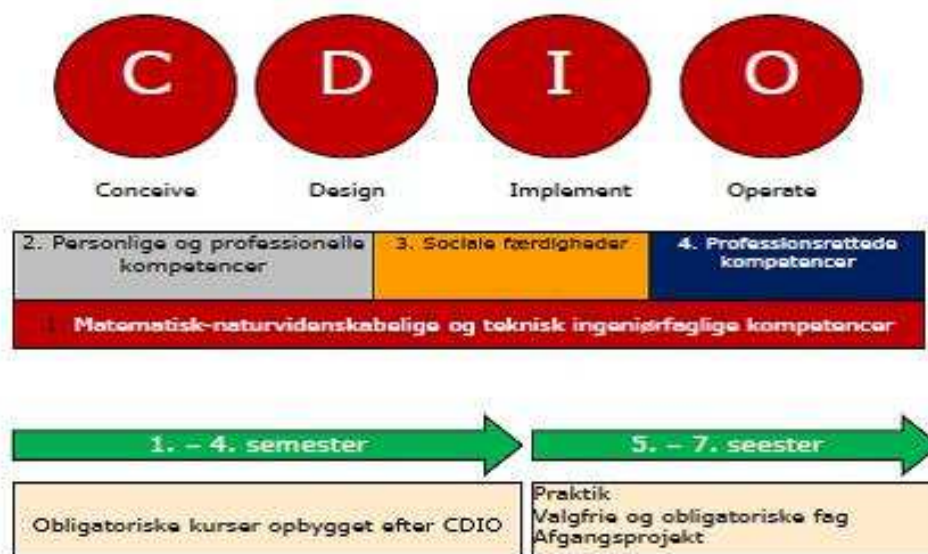 C D I O
Conceive Design Implement Operate
2. Personlige og professionelle
kompetencer
3. Sociale færdigheder
4. Professionsrettede
kompetencer
1. Matematisk-naturvidenskabelige og teknisk ingeniørfaglige kompetencer
1. – 4. semester
5. – 7. seester
Obligatoriske kurser opbygget efter CDIO
Praktik
Valgfrie og obligatoriske fag
Afgangsprojekt